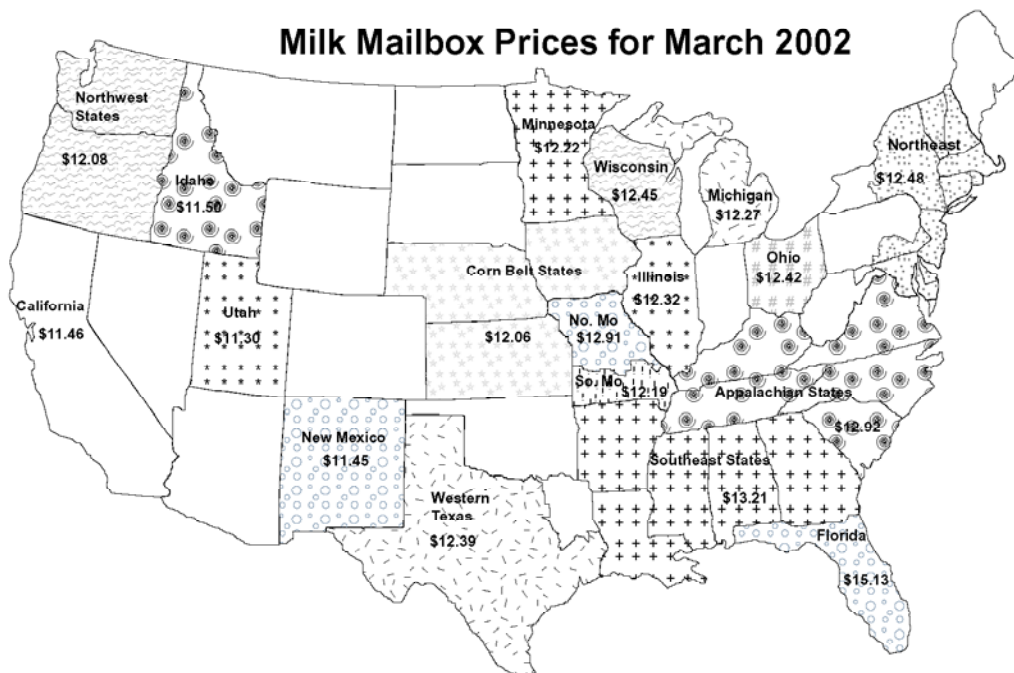 Milk Mailbox Prices for March 2002
Northwest
States
$12.08
Idaho
$11.50
Minnesota
$12.22
Wisconsin
$12.45
Michigan
$12.27
Northeast
$12.48
California
$11.46
Utah
$11.30
Corn Belt States
$12.06
Illinois
$12.32
Ohio
$12.42
No. Mo
$12.91
So. Mo
$12.19
Appalachian States
$12.92
New Mexico
$11.45
Western
Texas
$12.39
Southeast States
$13.21
Florida
$15.13